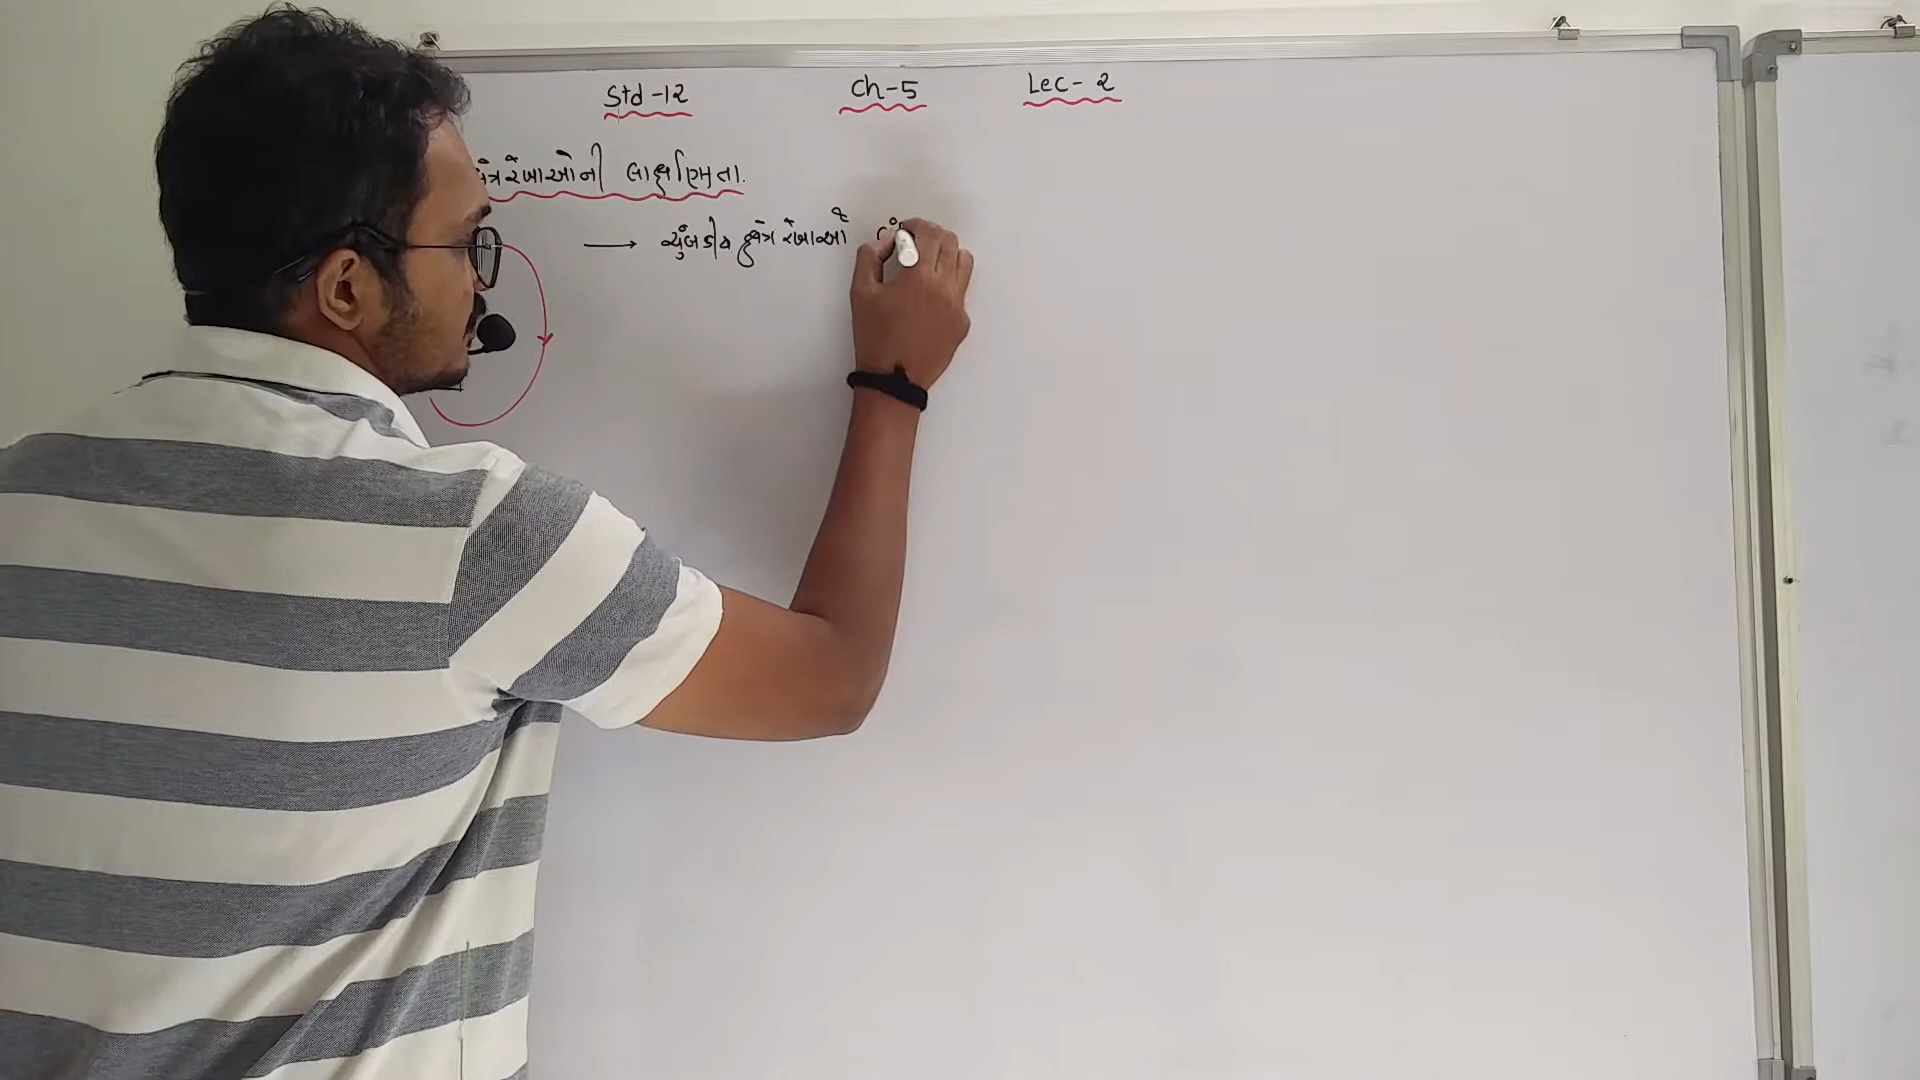 Std - 12 Ch - 5 Lec - 2
ક્ષેત્રરેખાઓની લાક્ષણિકતા.
→ ચુંબકીય ક્ષેત્ર રેખાઓ